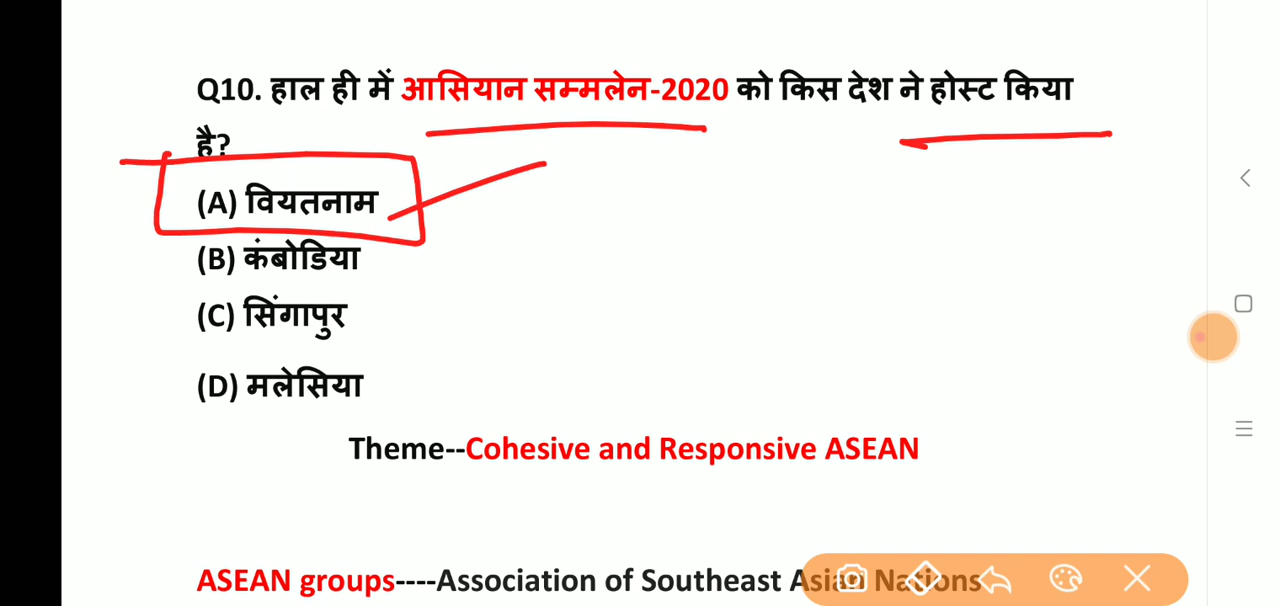 Q10. हाल ही में आसियान सम्मलेन-2020 को किस देश ने होस्ट किया
है?
(A) वियतनाम
(B) कंबोडिया
(C) सिंगापुर
(D) मलेसिया
Theme--Cohesive and Responsive ASEAN
ASEAN groups----Association of Southeast Asian Nations